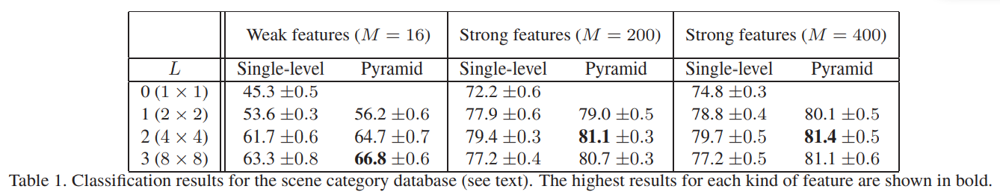 Weak features (M = 16) Strong features (M = 200) Strong features (M = 400)
L Single-level Pyramid Single-level Pyramid Single-level Pyramid
0 (1 × 1) 45.3 ±0.5 72.2 ±0.6 74.8 ±0.3
1 (2 × 2) 53.6 ±0.3 56.2 ±0.6 77.9 ±0.6 79.0 ±0.5 78.8 ±0.4 80.1 ±0.5
2 (4 × 4) 61.7 ±0.6 64.7 ±0.7 79.4 ±0.3 81.1 ±0.3 79.7 ±0.5 81.4 ±0.5
3 (8 × 8) 63.3 ±0.8 66.8 ±0.6 77.2 ±0.4 80.7 ±0.3 77.2 ±0.5 81.1 ±0.6
Table 1. Classification results for the scene category database (see text). The highest results for each kind of feature are shown in bold.